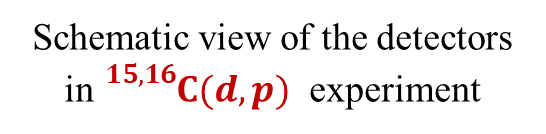 Schematic view of the detectors
in ¹⁵,¹⁶C(d,p) experiment